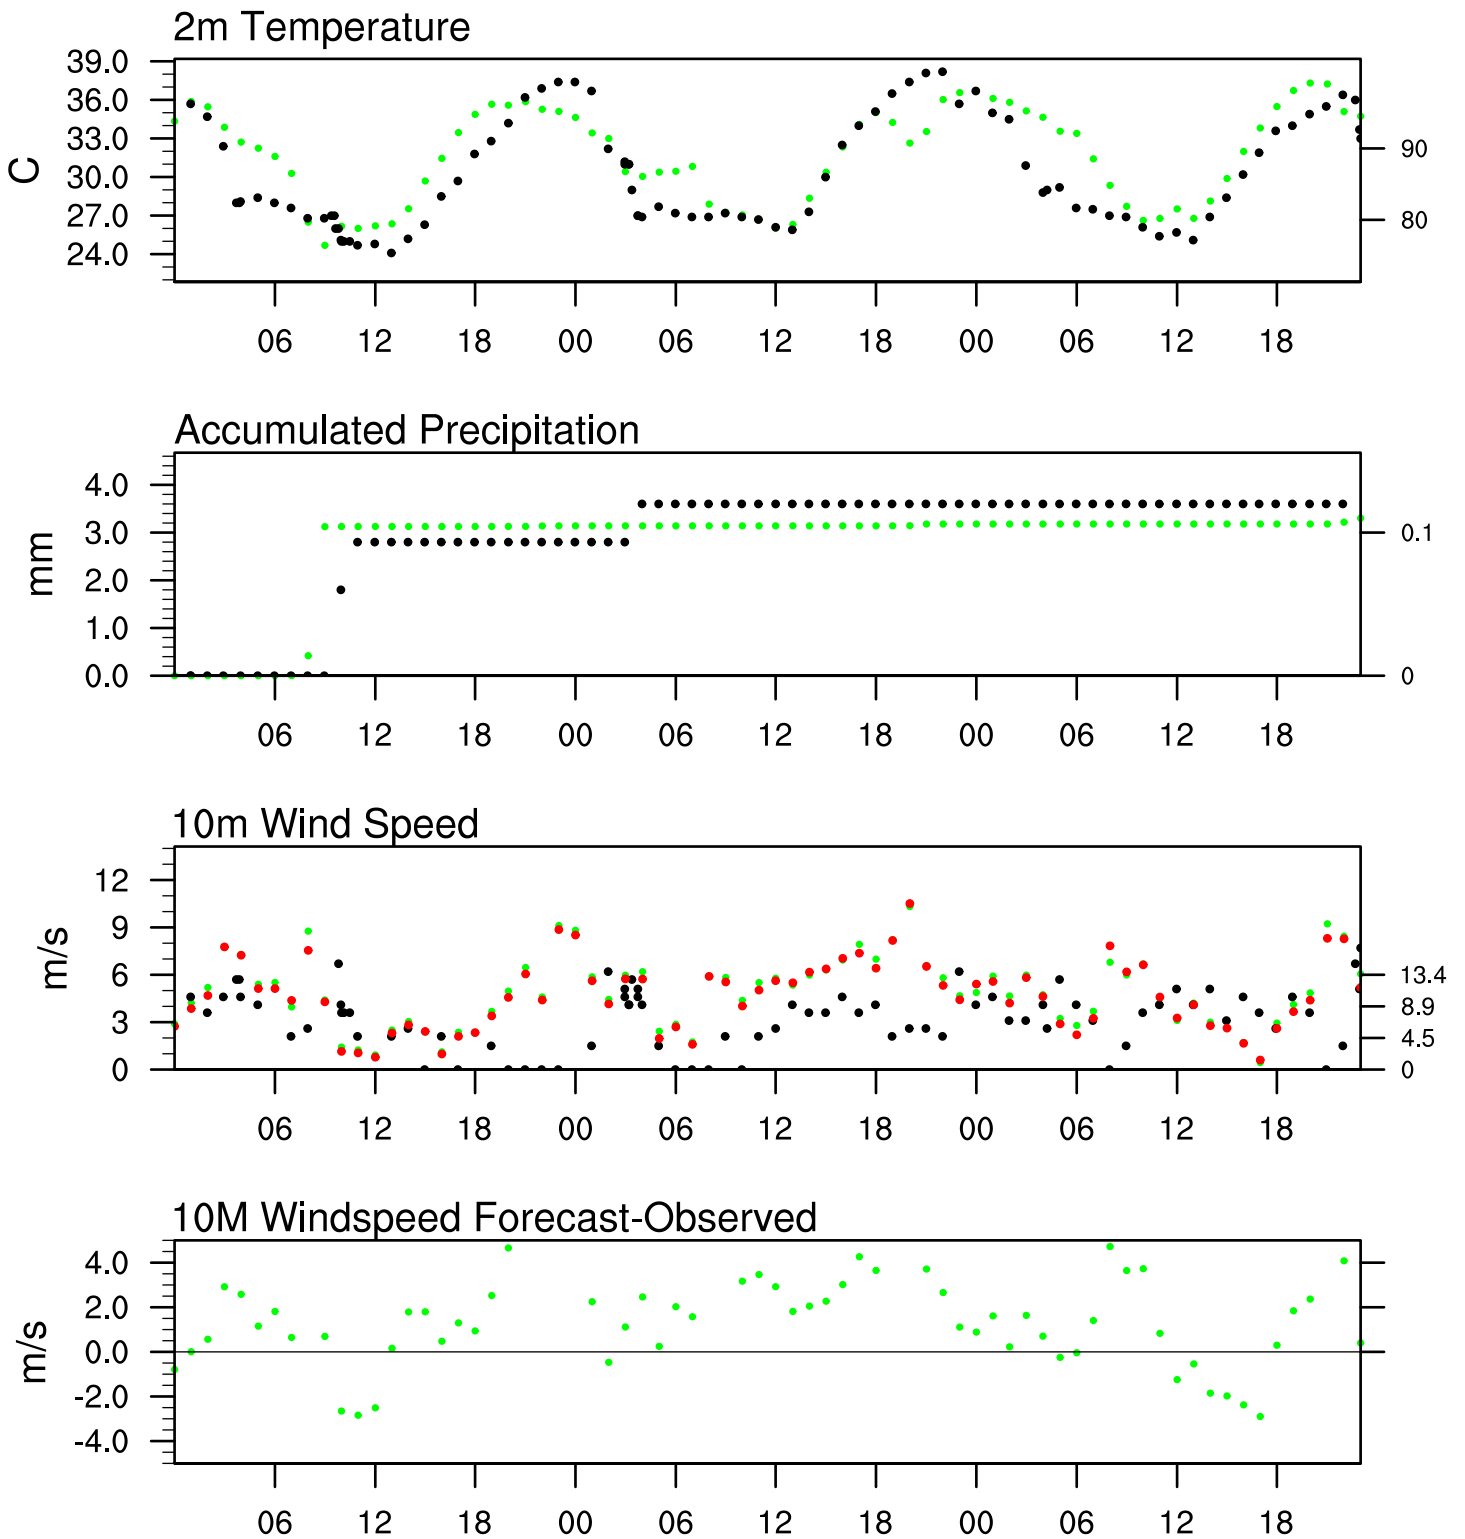 2m Temperature
39.0
36.0
33.0
30.0
27.0
24.0
C
90
80
06 12 18 00 06 12 18 00 06 12 18
Accumulated Precipitation
4.0
3.0
2.0
1.0
0.0
mm
0.1
0
06 12 18 00 06 12 18 00 06 12 18
10m Wind Speed
12
9
6
3
0
m/s
13.4
8.9
4.5
0
06 12 18 00 06 12 18 00 06 12 18
10M Windspeed Forecast-Observed
4.0
2.0
0.0
-2.0
-4.0
m/s
06 12 18 00 06 12 18 00 06 12 18